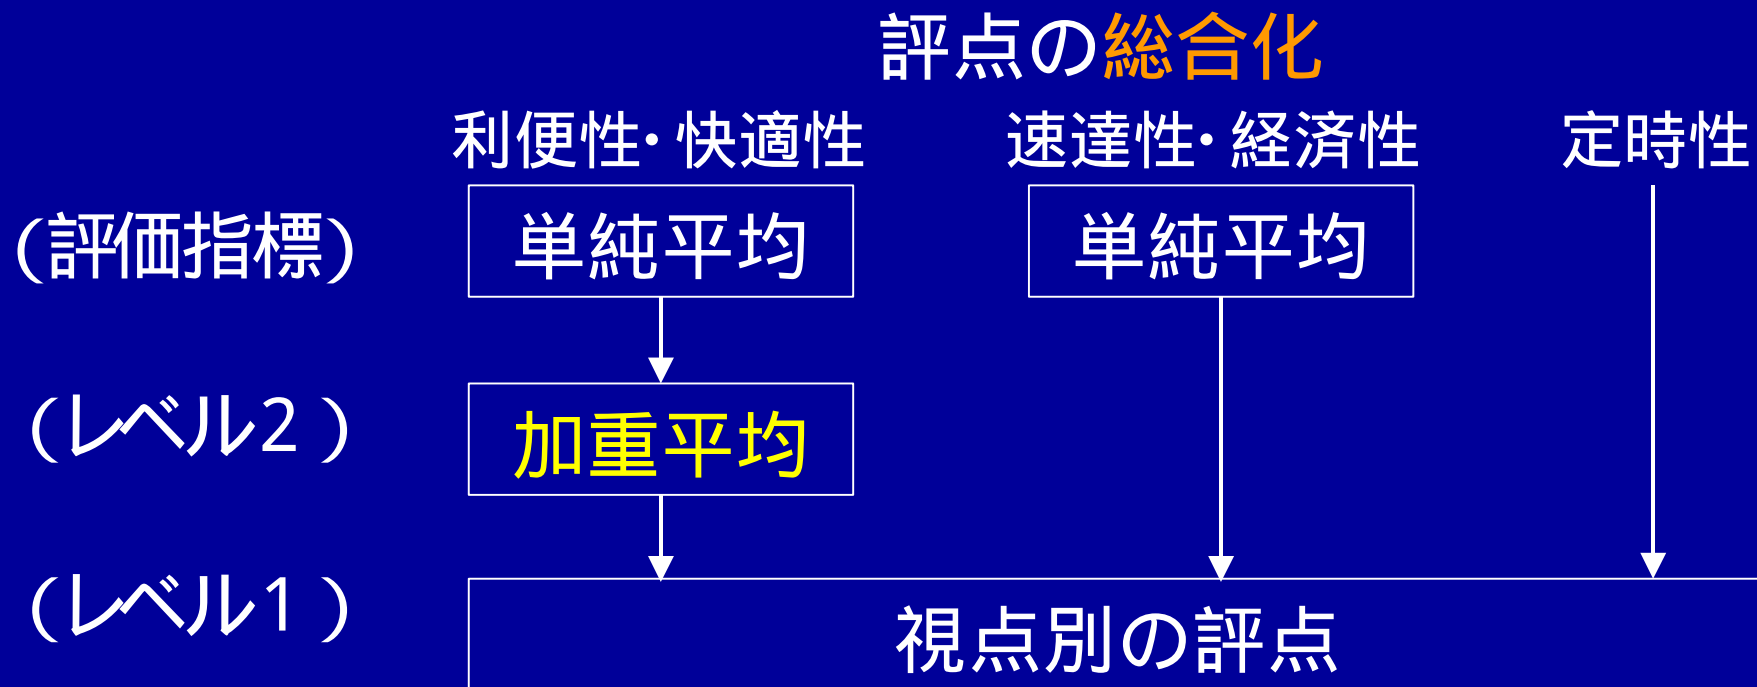 評点の総合化
利便性・快適性 速達性・経済性 定時性
（評価指標） 単純平均 単純平均
（レベル2 ） 加重平均
（レベル1 ） 視点別の評点